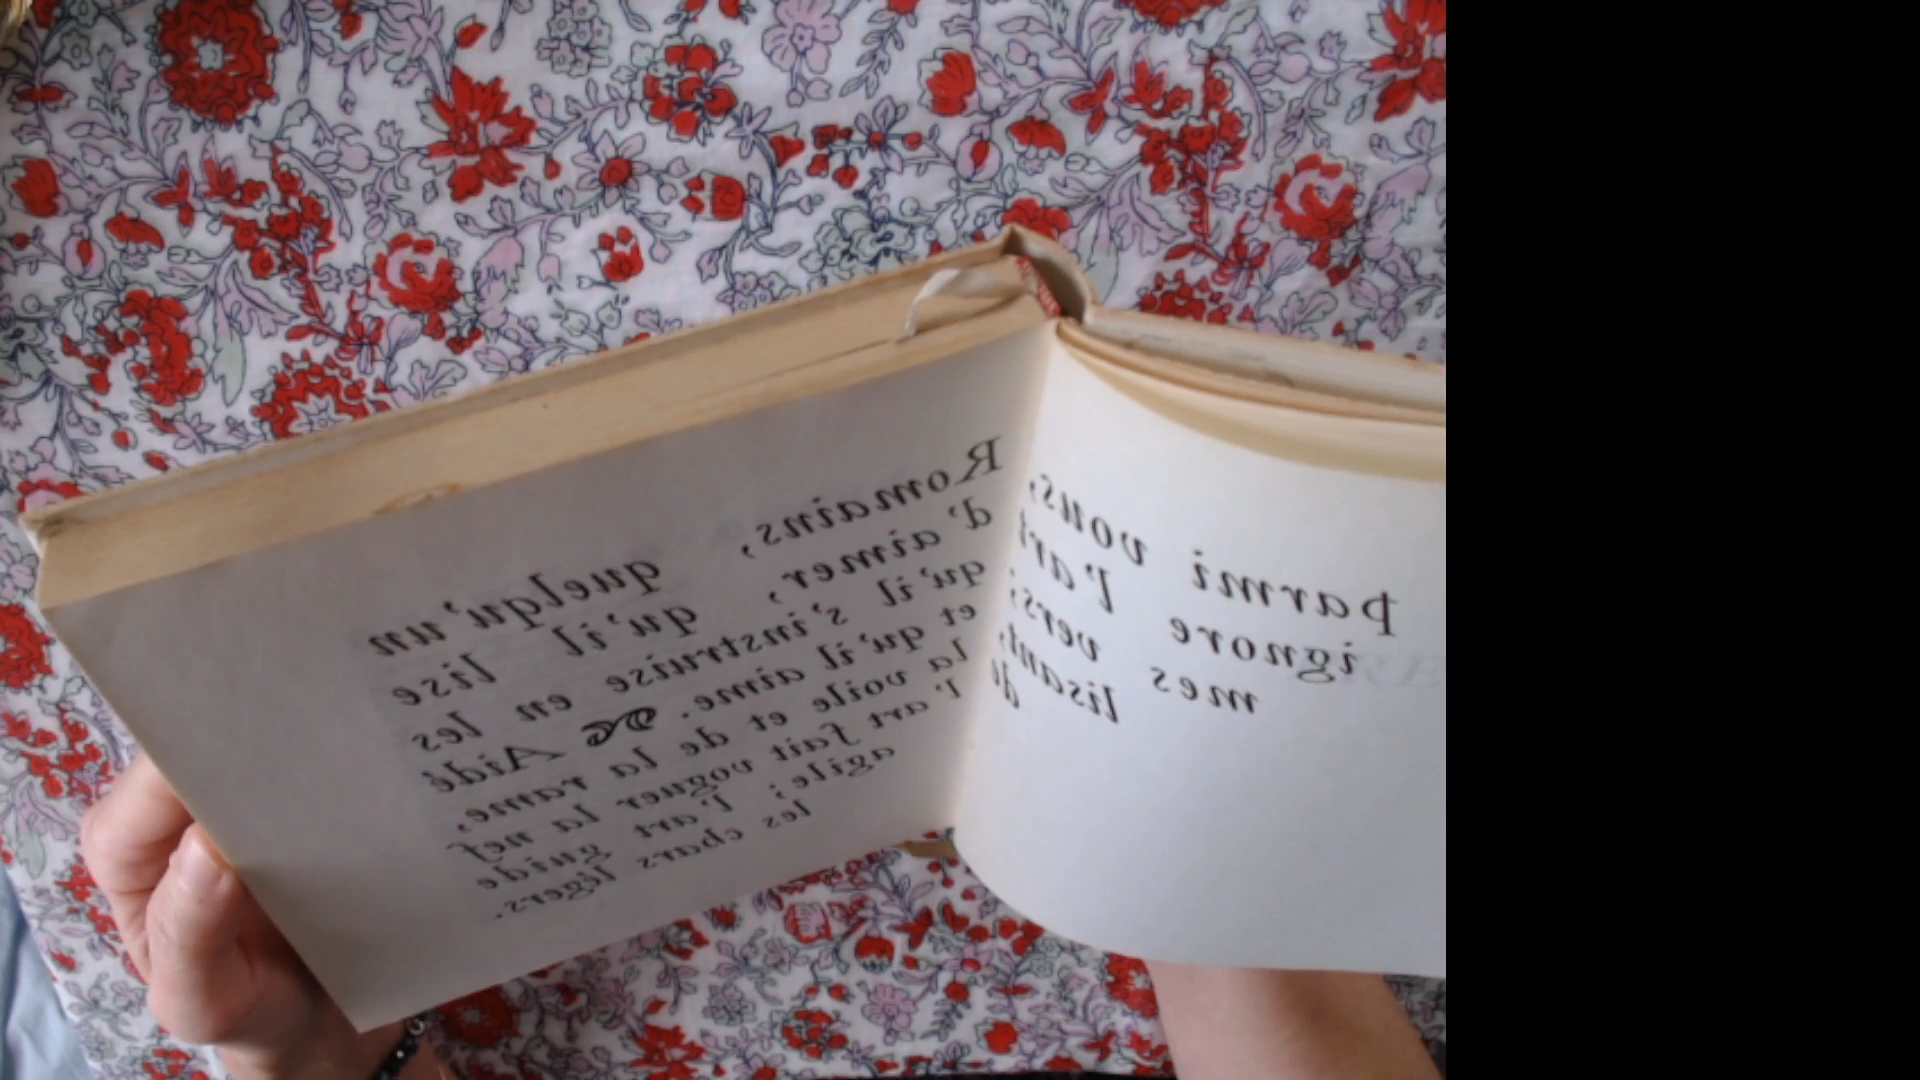 Parmi vous, Romains, quelqu'un
ignore l'art d'aimer, qu'il lise
mes vers, qu'il s'instruise en les
lisant, et qu'il aime. Aidé
de la voile et de la rame,
l'art fait voguer la nef
agile; l'art guide
les chars légers.